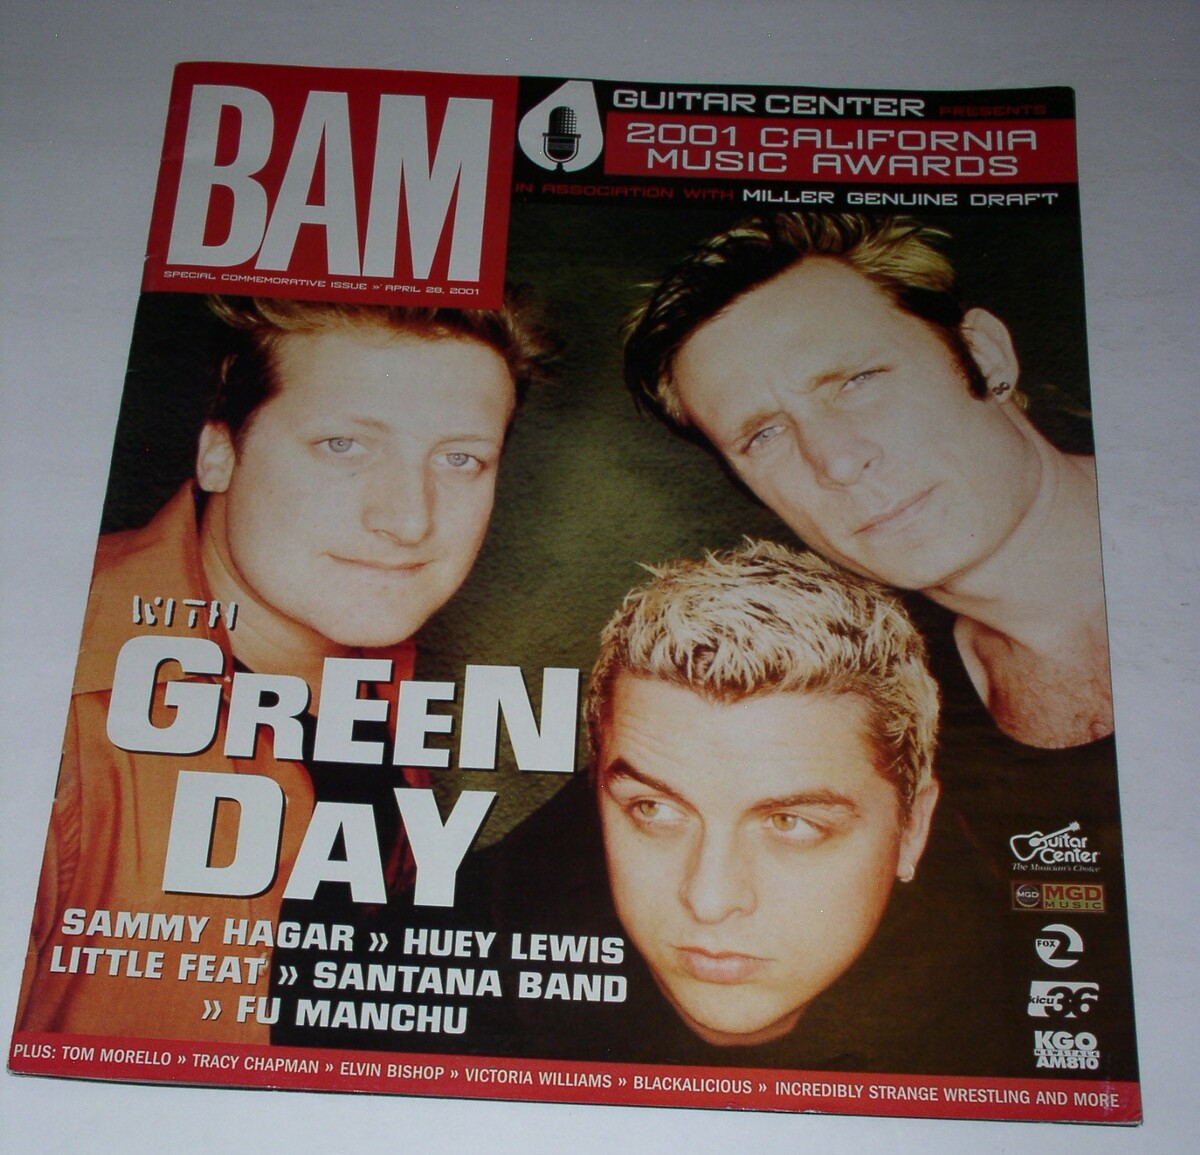 BAM
SPECIAL COMMEMORATIVE ISSUE » APRIL 28, 2001
GUITAR CENTER PRESENTS
2001 CALIFORNIA
MUSIC AWARDS
IN ASSOCIATION WITH MILLER GENUINE DRAFT
WITH
GREEN
DAY
SAMMY HAGAR » HUEY LEWIS
LITTLE FEAT » SANTANA BAND
» FU MANCHU
Guitar
Center
The Musician's Choice
MGD MGD
MUSIC
FOX 2
kicu 36
KGO
NEWSTALK
AM810
PLUS: TOM MORELLO » TRACY CHAPMAN » ELVIN BISHOP » VICTORIA WILLIAMS » BLACKALICIOUS » INCREDIBLY STRANGE WRESTLING AND MORE